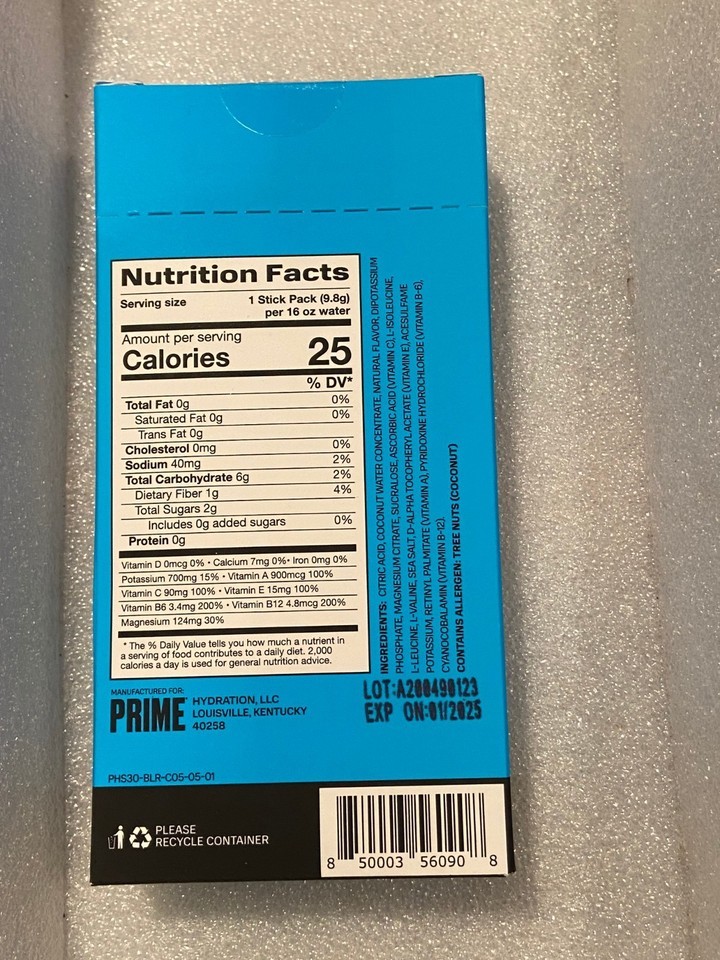 Nutrition Facts
Serving size 1 Stick Pack (9.8g)
per 16 oz water
Amount per serving
Calories 25
% DV*
Total Fat 0g 0%
Saturated Fat 0g 0%
Trans Fat 0g
Cholesterol 0mg 0%
Sodium 40mg 2%
Total Carbohydrate 6g 2%
Dietary Fiber 1g 4%
Total Sugars 2g
Includes 0g added sugars 0%
Protein 0g
Vitamin D 0mcg 0% • Calcium 7mg 0% • Iron 0mg 0%
Potassium 700mg 15% • Vitamin A 900mcg 100%
Vitamin C 90mg 100% • Vitamin E 15mg 100%
Vitamin B6 3.4mg 200% • Vitamin B12 4.8mcg 200%
Magnesium 124mg 30%
* The % Daily Value tells you how much a nutrient in
a serving of food contributes to a daily diet. 2,000
calories a day is used for general nutrition advice.
INGREDIENTS: CITRIC ACID, COCONUT WATER CONCENTRATE, NATURAL FLAVOR, DIPOTASSIUM
PHOSPHATE, MAGNESIUM CITRATE, SUCRALOSE, ASCORBIC ACID (VITAMIN C), L-ISOLEUCINE,
L-LEUCINE, L-VALINE, SEA SALT, D-ALPHA TOCOPHERYL ACETATE (VITAMIN E), ACESULFAME
POTASSIUM, RETINYL PALMITATE (VITAMIN A), PYRIDOXINE HYDROCHLORIDE (VITAMIN B-6),
CYANOCOBALAMIN (VITAMIN B-12).
CONTAINS ALLERGEN: TREE NUTS (COCONUT)
LOT:A200490123
EXP ON:01/2025
MANUFACTURED FOR:
PRIME HYDRATION, LLC
LOUISVILLE, KENTUCKY
40258
PHS30-BLR-C05-05-01
PLEASE
RECYCLE CONTAINER
8 50003 56090 8